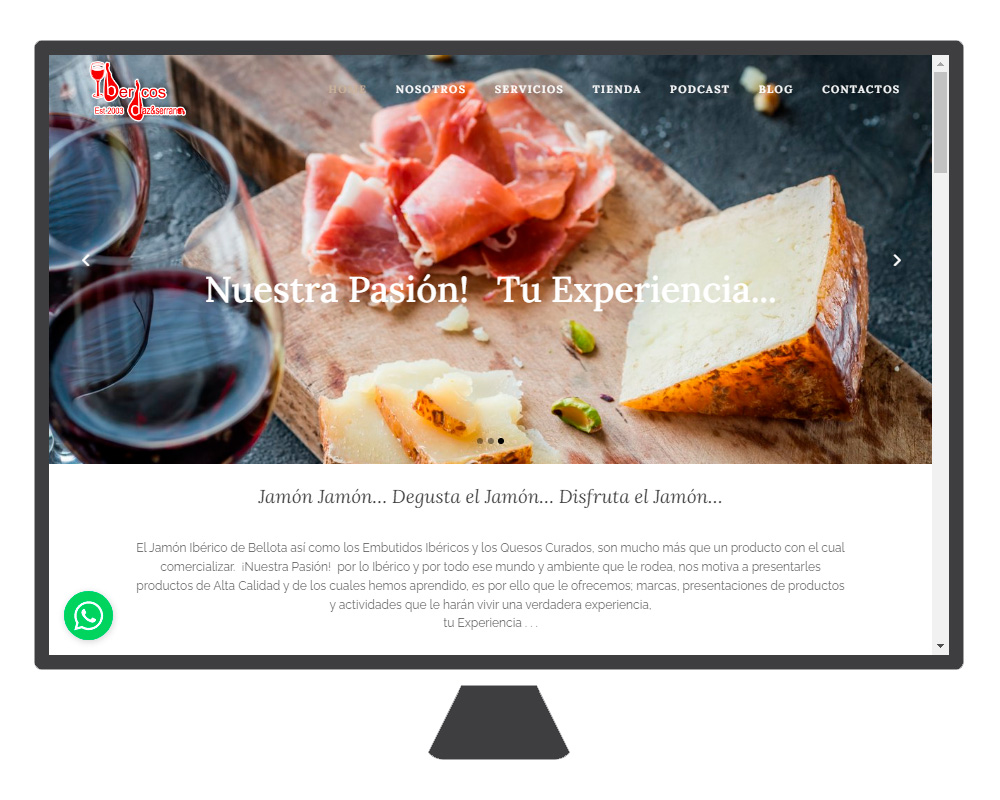 Ibericos
Est-2003 daz&serrano
HOME NOSOTROS SERVICIOS TIENDA PODCAST BLOG CONTACTOS
Nuestra Pasión! Tu Experiencia...
Jamón Jamón... Degusta el Jamón... Disfruta el Jamón...
El Jamón Ibérico de Bellota así como los Embutidos Ibéricos y los Quesos Curados, son mucho más que un producto con el cual
comercializar. ¡Nuestra Pasión! por lo Ibérico y por todo ese mundo y ambiente que le rodea, nos motiva a presentarles
productos de Alta Calidad y de los cuales hemos aprendido, es por ello que le ofrecemos; marcas, presentaciones de productos
y actividades que le harán vivir una verdadera experiencia,
tu Experiencia . . .